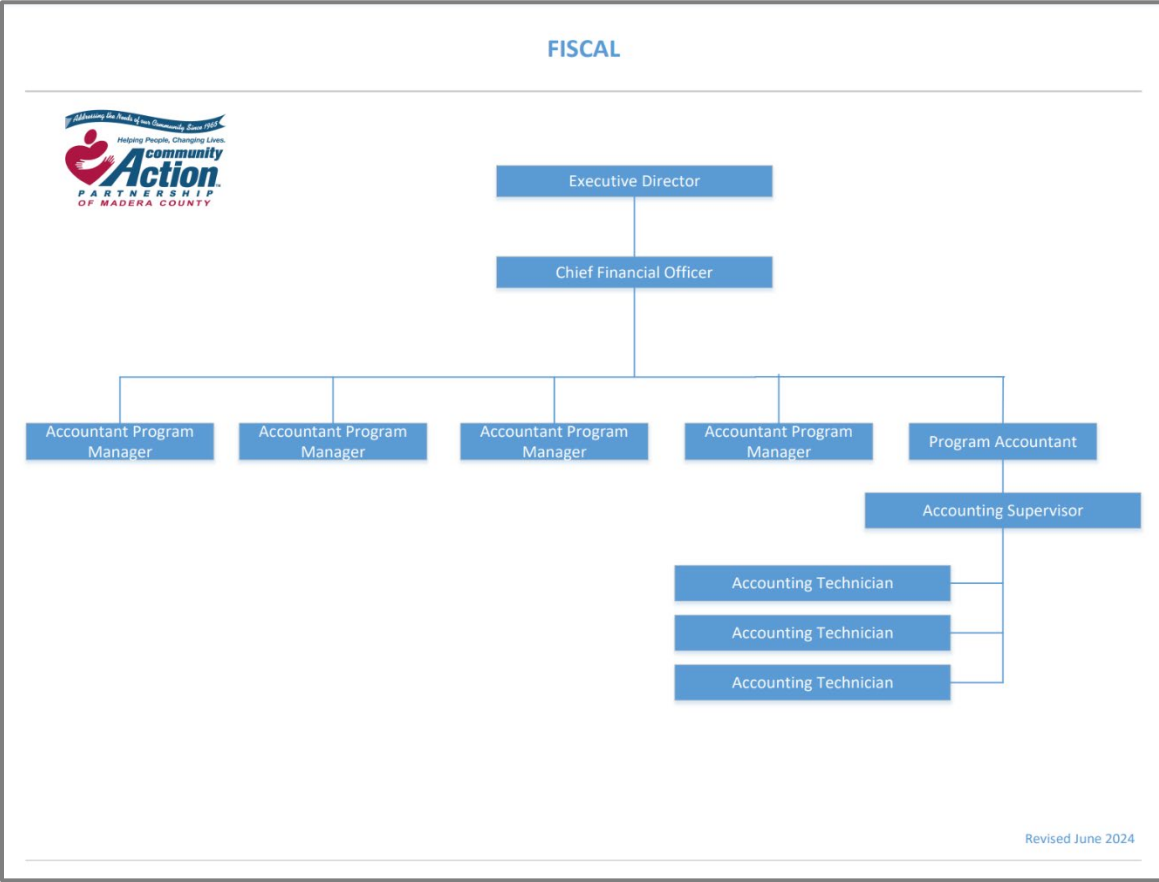 FISCAL
Addressing the Needs of our Community Since 1965
Helping People, Changing Lives.
community
Action
PARTNERSHIP
OF MADERA COUNTY
Executive Director
Chief Financial Officer
Accountant Program
Manager
Accountant Program
Manager
Accountant Program
Manager
Accountant Program
Manager
Program Accountant
Accounting Supervisor
Accounting Technician
Accounting Technician
Accounting Technician
Revised June 2024